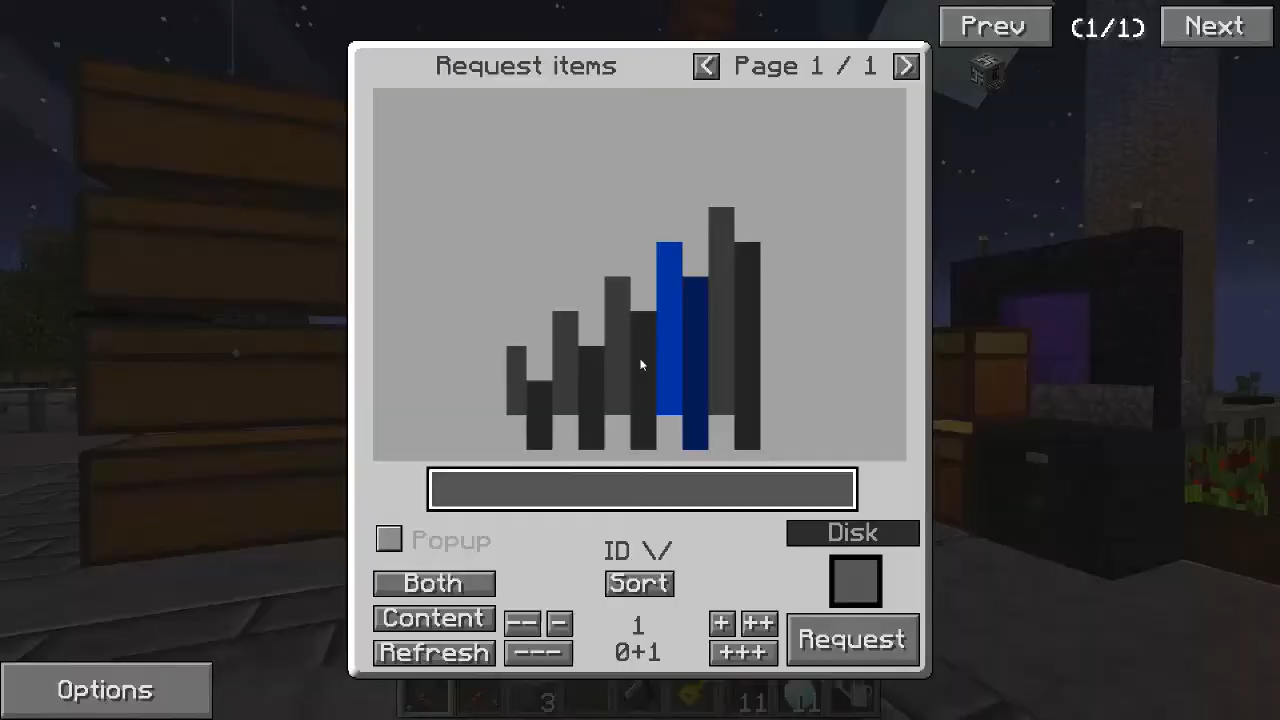 Prev (1/1) Next
Request items < Page 1 / 1 >
Popup
Disk
ID \/
Both Sort
Content -- - 1 + ++
Refresh --- 0+1 +++ Request
Options
3 11 11